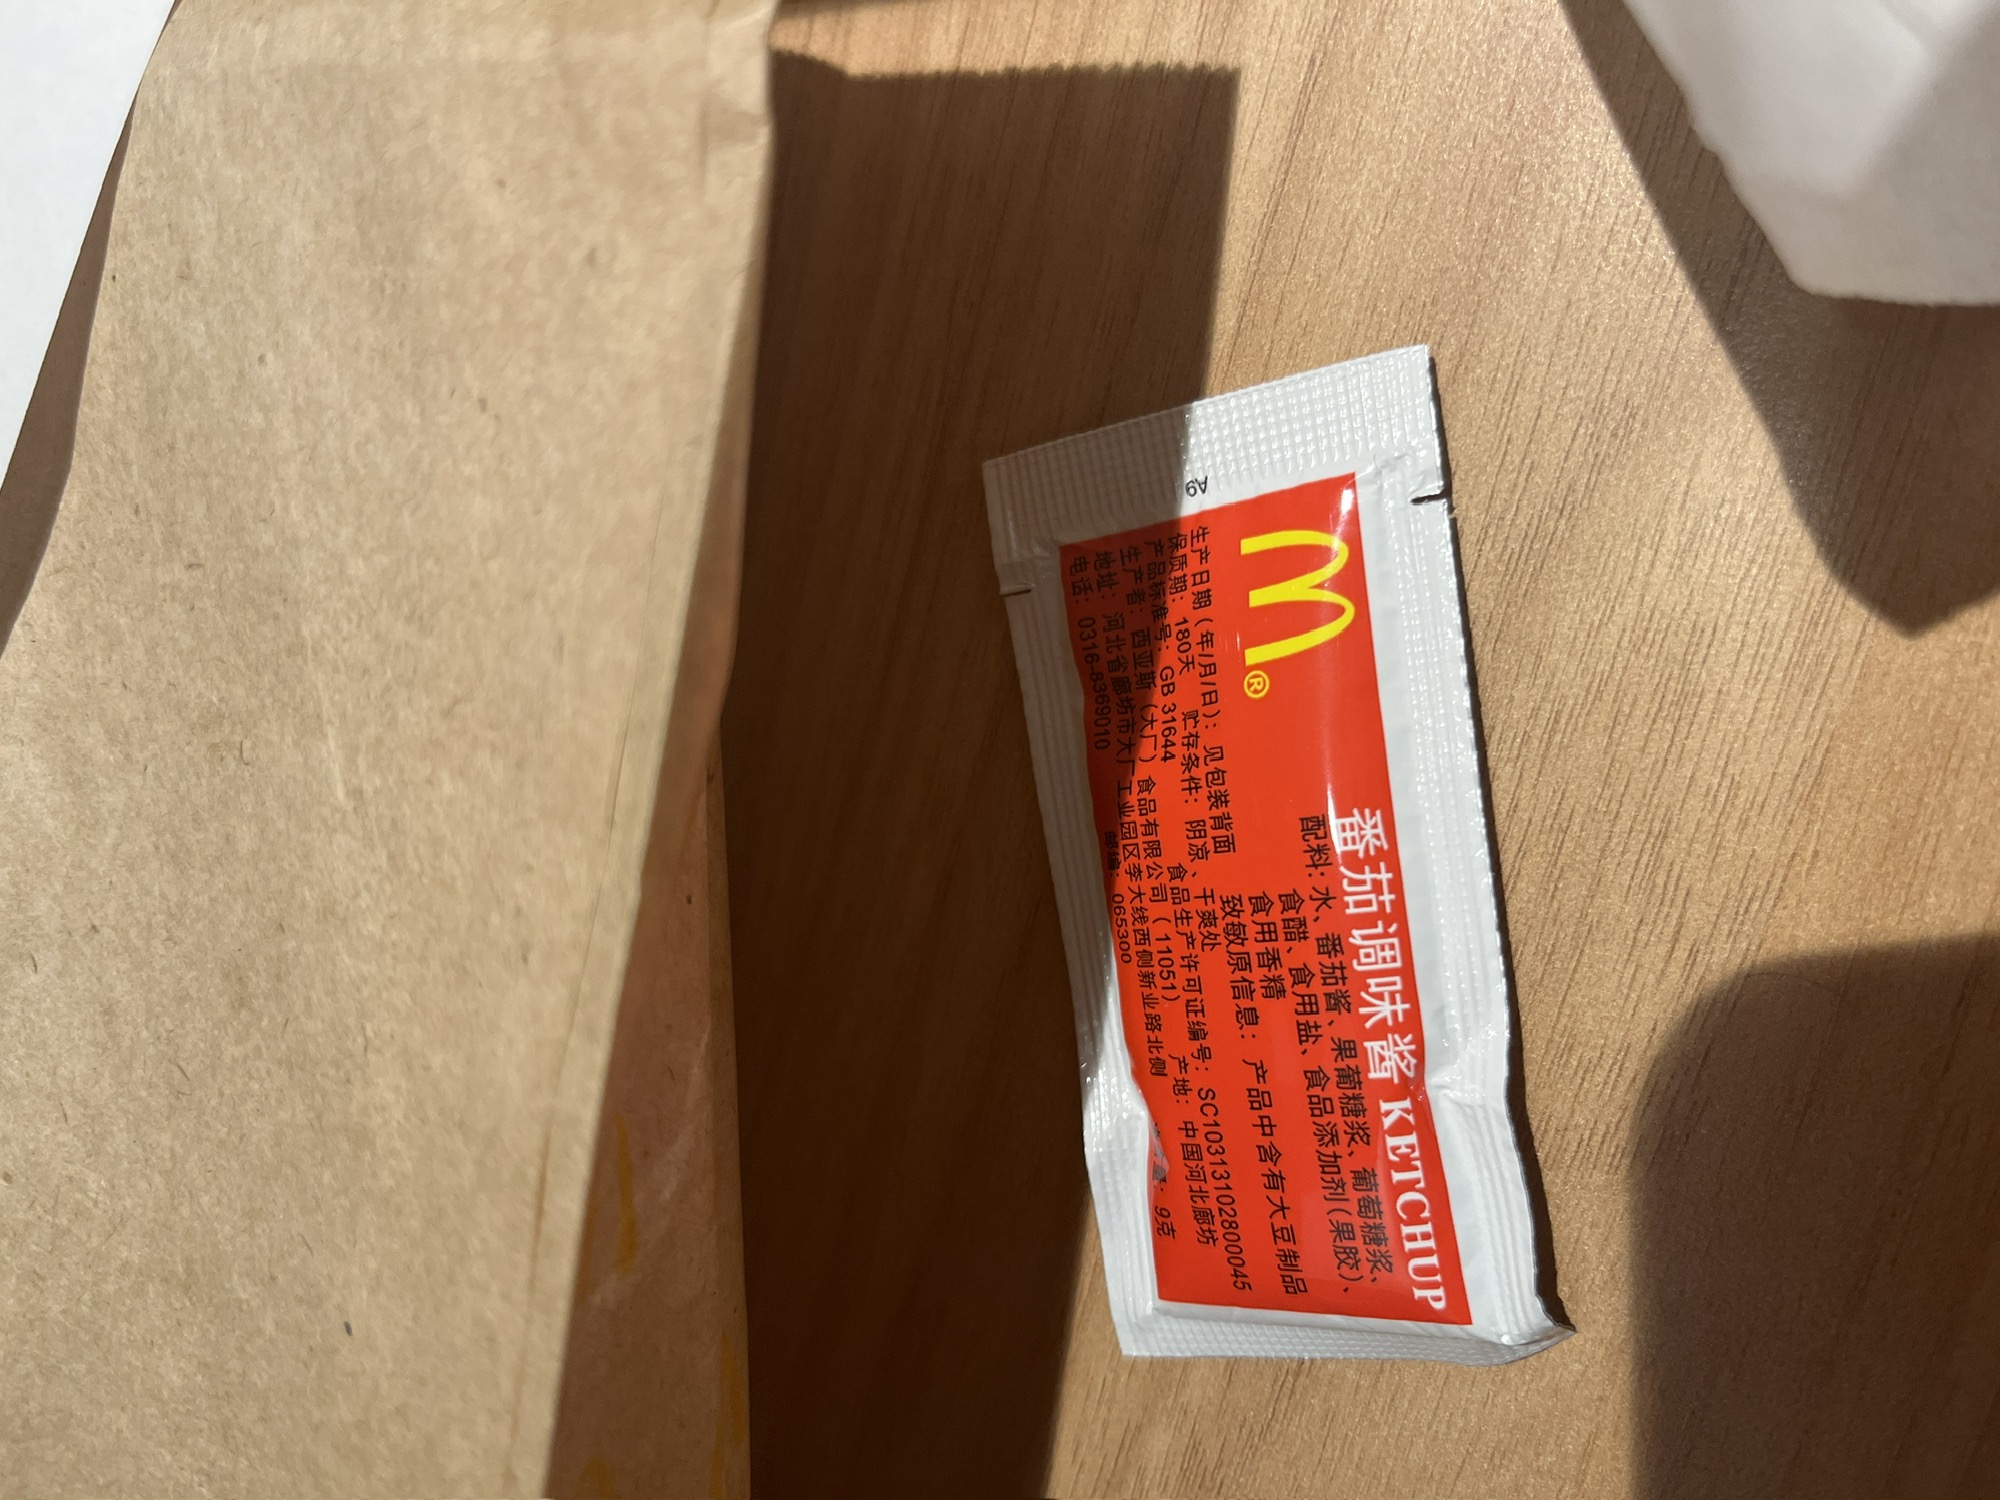 A9
®
番茄调味酱 KETCHUP
配料: 水、番茄酱、果葡糖浆、葡萄糖浆、
食醋、食用盐、食品添加剂(果胶)、
食用香精
致敏原信息: 产品中含有大豆制品
生产日期(年/月/日): 见包装背面
保质期: 180天 贮存条件: 阴凉、干爽处
产品标准号: GB 31644 食品生产许可证编号: SC10313102800045
生产者: 西亚斯(大厂)食品有限公司(11051) 产地: 中国河北廊坊
地址: 河北省廊坊市大厂工业园区李大线西侧新业路北侧
电话: 0316-8369010 邮编: 065300 : 9克